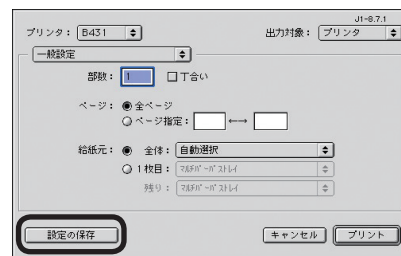 J1-8.7.1
プリンタ： B431 出力対象： プリンタ
一般設定
部数： 1 丁合い
ページ： 全ページ
ページ指定：
給紙元： 全体： 自動選択
1枚目： マルチパーパストレイ
残り： マルチパーパストレイ
設定の保存 キャンセル プリント